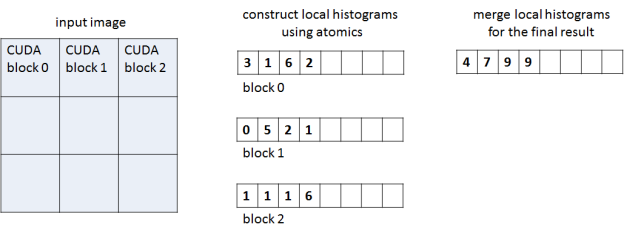 input image
CUDA block 0
CUDA block 1
CUDA block 2
construct local histograms
using atomics
3 1 6 2
block 0
0 5 2 1
block 1
1 1 1 6
block 2
merge local histograms
for the final result
4 7 9 9